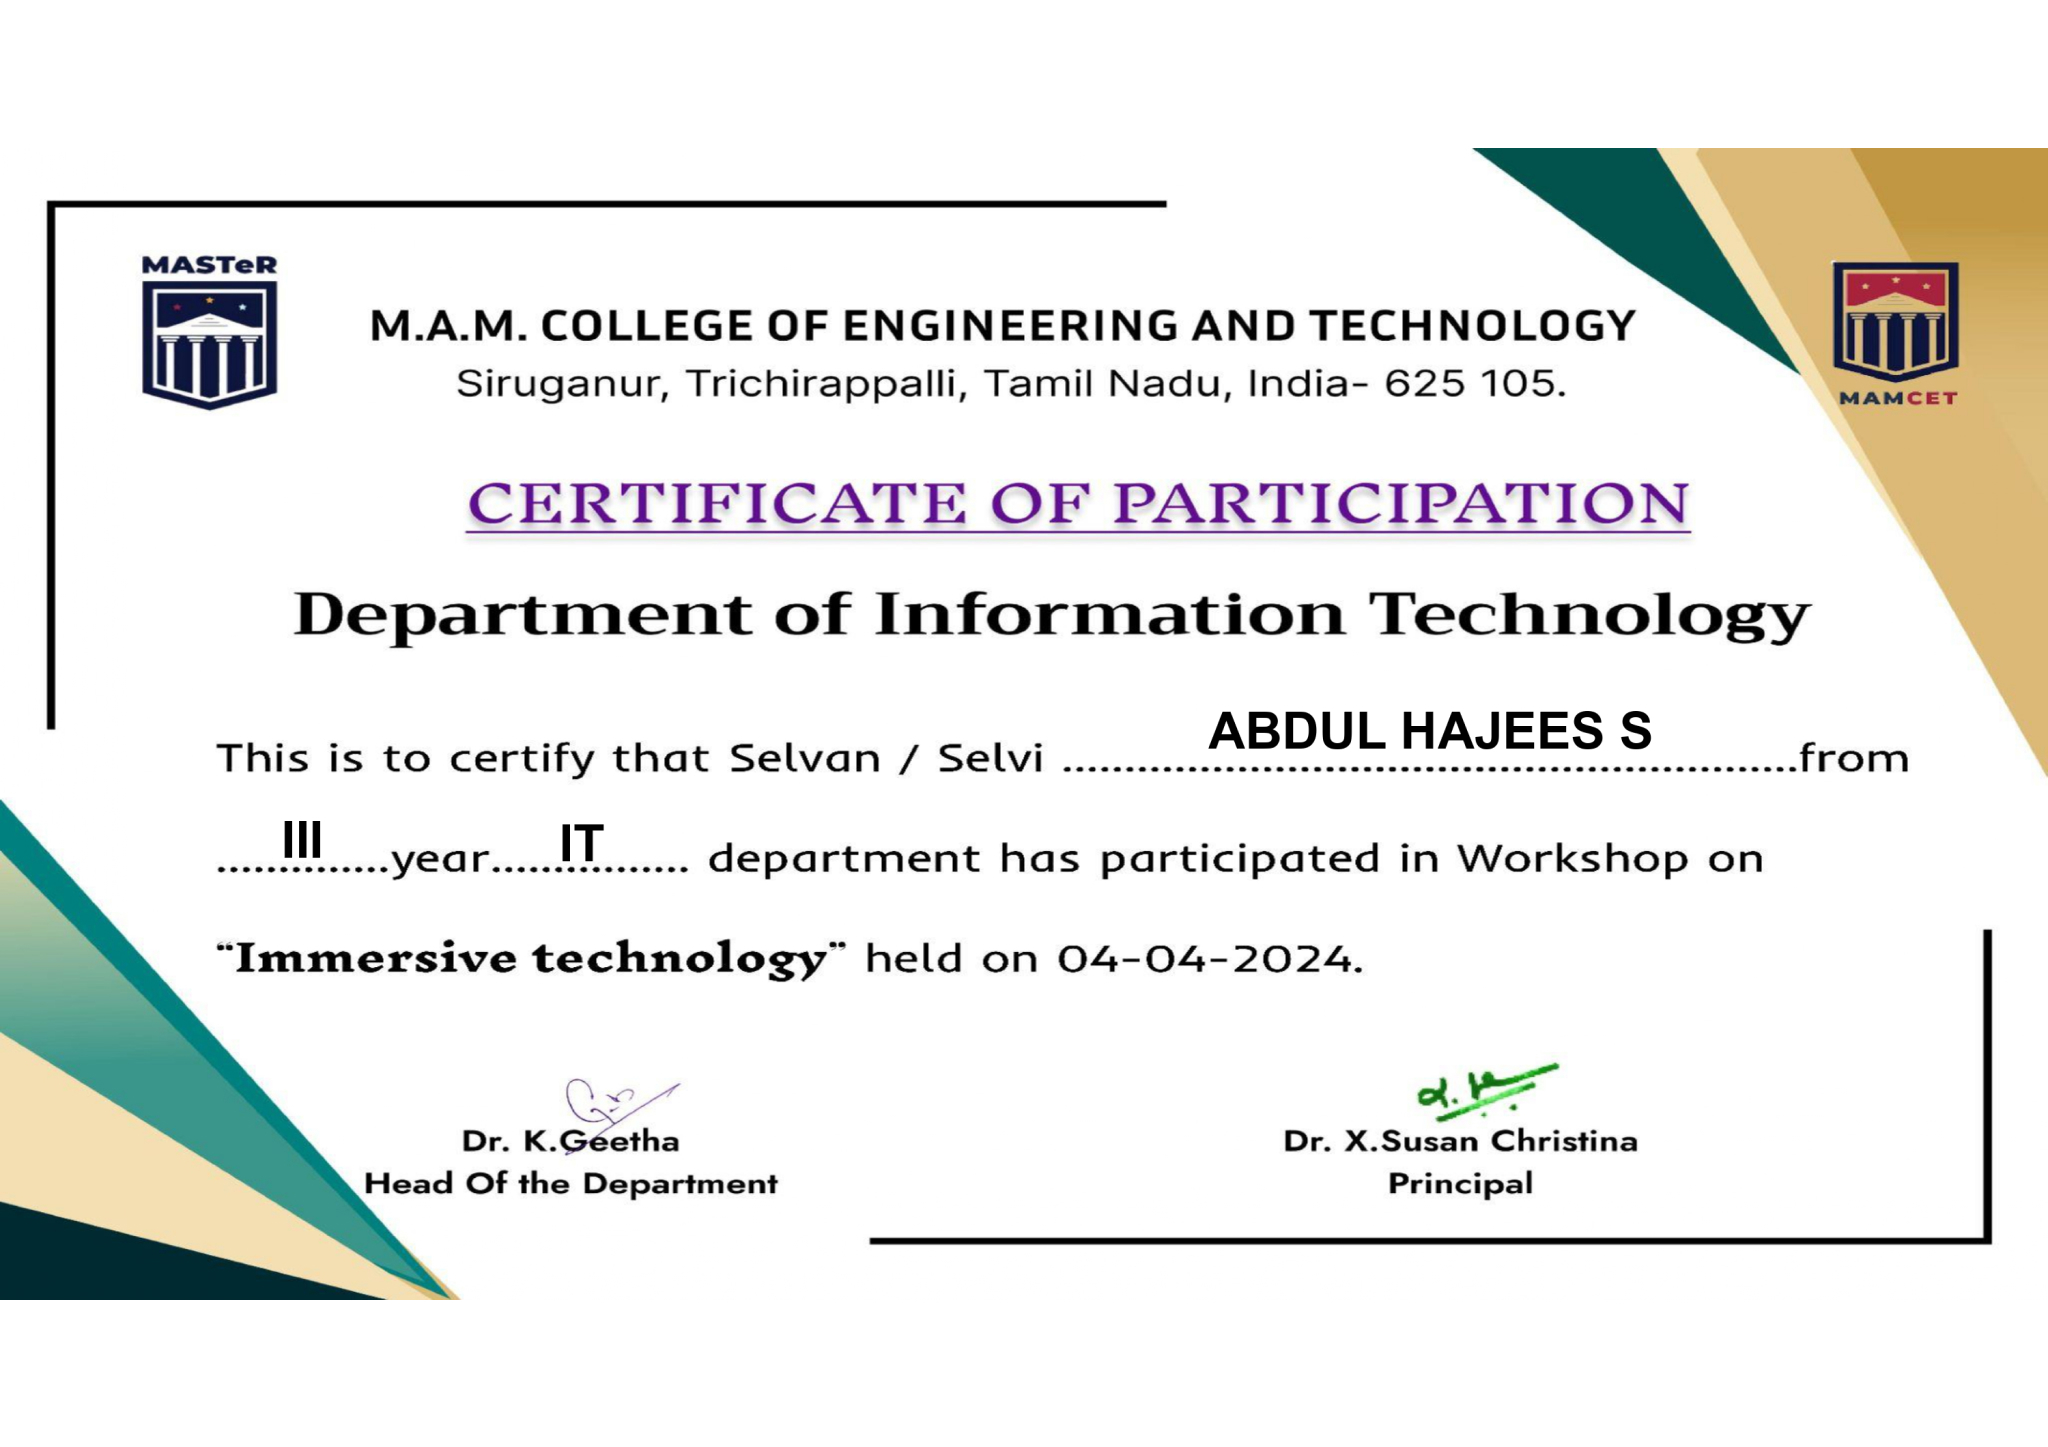 MASTeR
M.A.M. COLLEGE OF ENGINEERING AND TECHNOLOGY
Siruganur, Trichirappalli, Tamil Nadu, India- 625 105.
MAMCET
CERTIFICATE OF PARTICIPATION
Department of Information Technology
This is to certify that Selvan / Selvi ...........ABDUL HAJEES S...........from
......III......year......IT...... department has participated in Workshop on
“Immersive technology” held on 04-04-2024.
Dr. K.Geetha
Head Of the Department
Dr. X.Susan Christina
Principal